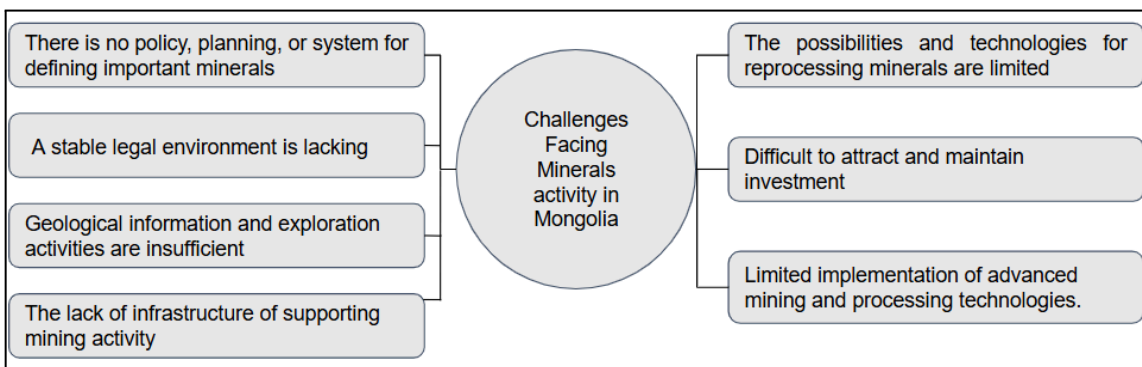 There is no policy, planning, or system for
defining important minerals
A stable legal environment is lacking
Geological information and exploration
activities are insufficient
The lack of infrastructure of supporting
mining activity
Challenges
Facing
Minerals
activity in
Mongolia
The possibilities and technologies for
reprocessing minerals are limited
Difficult to attract and maintain
investment
Limited implementation of advanced
mining and processing technologies.